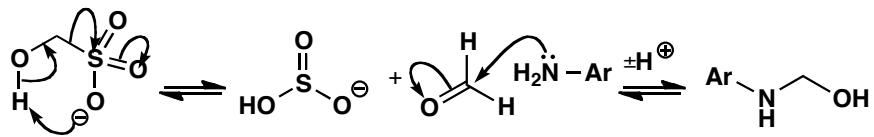 O
O S O
H O
⊖
O
S
HO O⊖
+
H
O H
H₂N–Ar
±H⊕
Ar
N OH
H